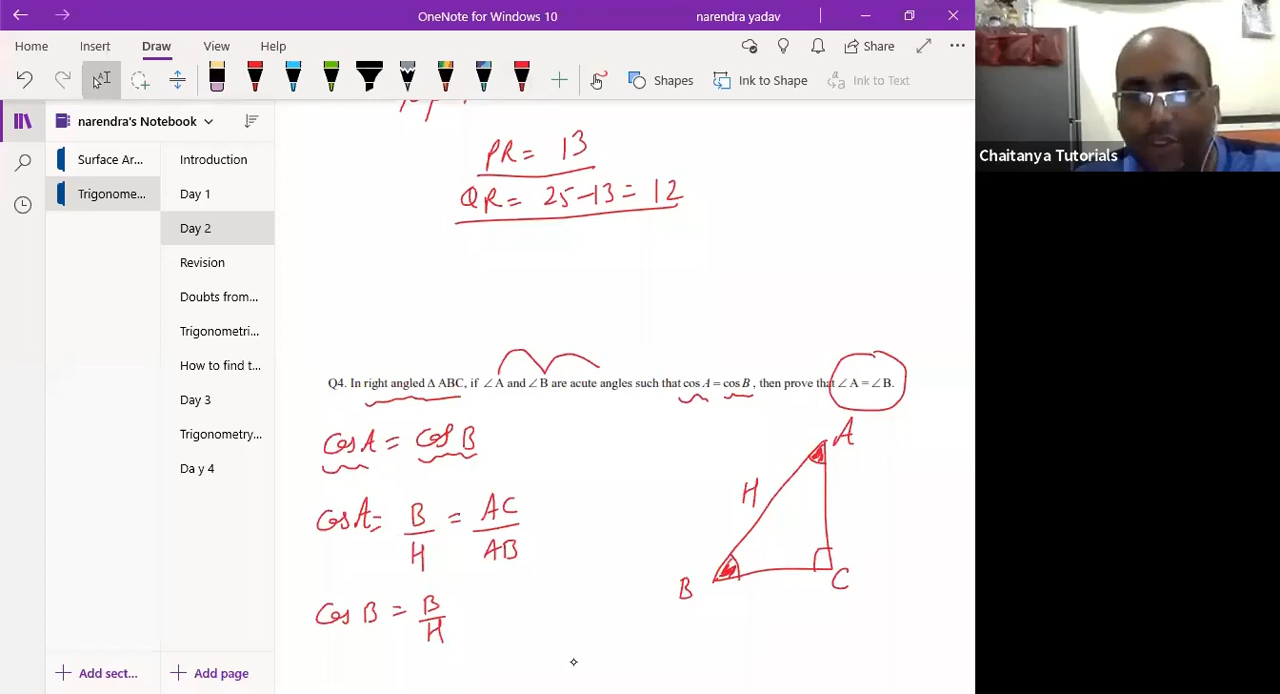 OneNote for Windows 10
narendra yadav
Home Insert Draw View Help
Share
Shapes Ink to Shape Ink to Text
narendra's Notebook
Surface Ar...
Trigonome...
Introduction
Day 1
Day 2
Revision
Doubts from...
Trigonometri...
How to find t...
Day 3
Trigonometry...
Da y 4
Add sect...
Add page
PR = 13
QR = 25-13 = 12
Q4. In right angled Δ ABC, if ∠A and ∠B are acute angles such that cos A = cos B, then prove that ∠A = ∠B.
Cos A = Cos B
Cos A = B/H = AC/AB
Cos B = B/H
A
H
B
C
Chaitanya Tutorials